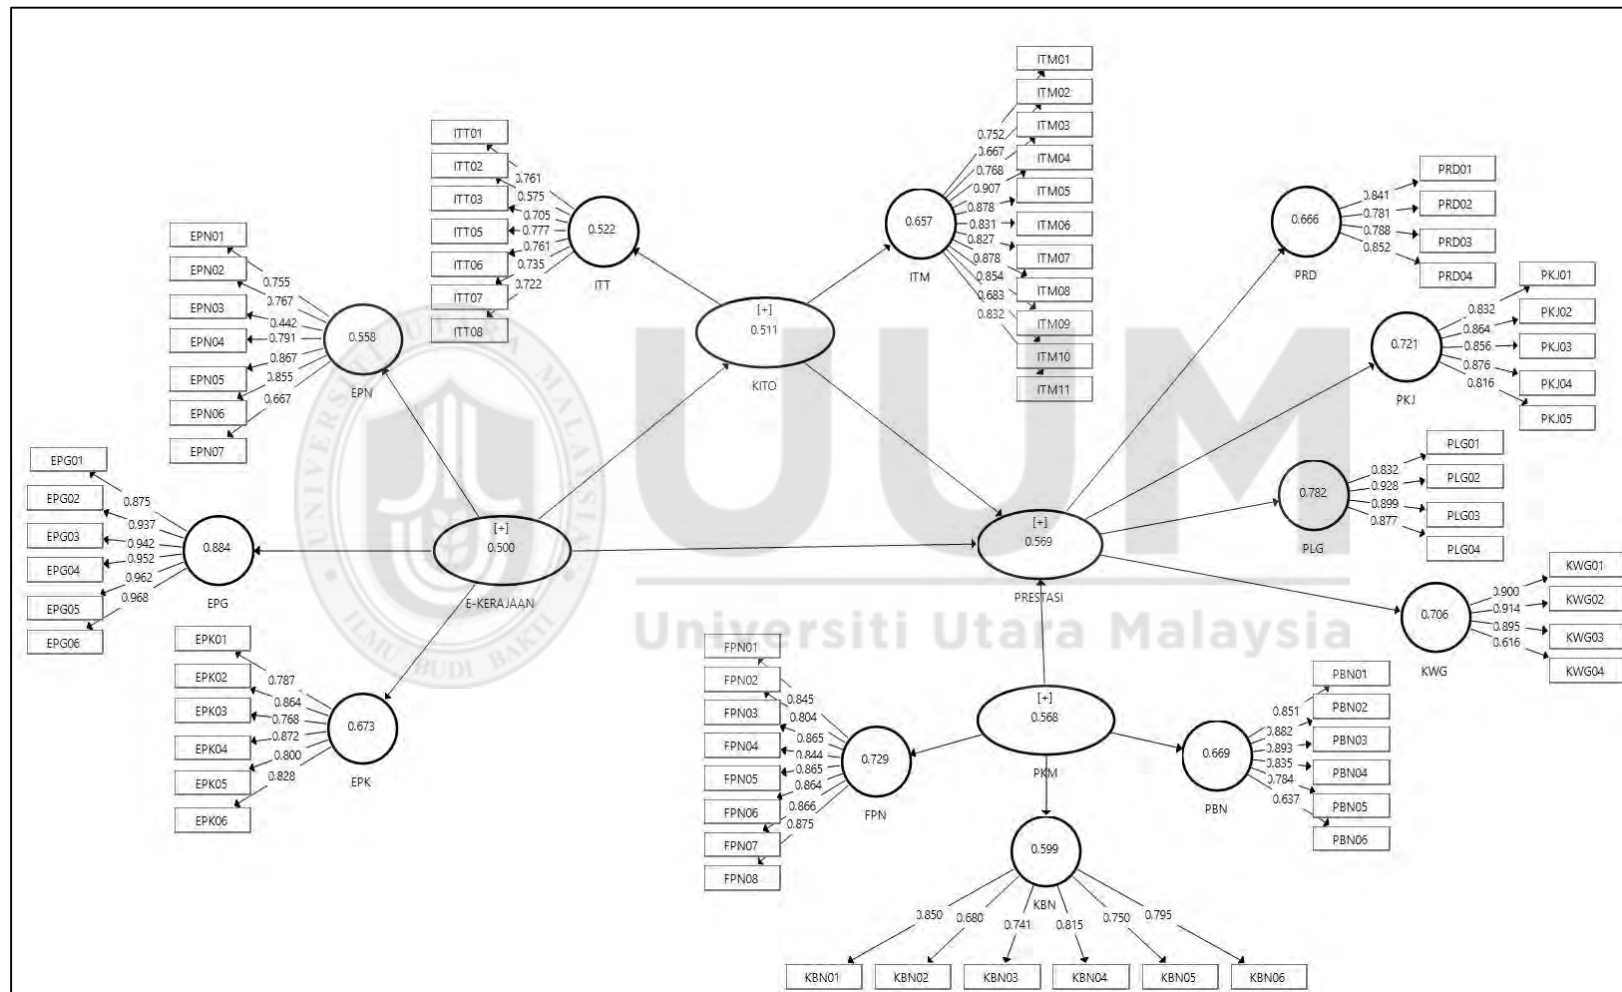 ITM01
ITM02
ITM03
ITM04
ITM05
ITM06
ITM07
ITM08
ITM09
ITM10
ITM11
0.752
0.667
0.768
0.907
0.878
0.831
0.827
0.878
0.854
0.683
0.832
0.657
ITM
ITT01
ITT02
ITT03
ITT05
ITT06
ITT07
ITT08
0.761
0.575
0.705
0.777
0.761
0.735
0.722
0.522
ITT
PRD01
PRD02
PRD03
PRD04
0.841
0.781
0.788
0.852
0.666
PRD
EPN01
EPN02
EPN03
EPN04
EPN05
EPN06
EPN07
0.755
0.767
0.442
0.791
0.867
0.855
0.667
0.558
EPN
[+]
0.511
KITO
PKJ01
PKJ02
PKJ03
PKJ04
PKJ05
0.832
0.864
0.856
0.876
0.816
0.721
PKJ
EPG01
EPG02
EPG03
EPG04
EPG05
EPG06
0.875
0.937
0.942
0.952
0.962
0.968
0.884
EPG
[+]
0.500
E-KERAJAAN
[+]
0.569
PRESTASI
PLG01
PLG02
PLG03
PLG04
0.832
0.928
0.899
0.877
0.782
PLG
KWG01
KWG02
KWG03
KWG04
0.900
0.914
0.895
0.616
0.706
KWG
EPK01
EPK02
EPK03
EPK04
EPK05
EPK06
0.787
0.864
0.768
0.872
0.800
0.828
0.673
EPK
FPN01
FPN02
FPN03
FPN04
FPN05
FPN06
FPN07
FPN08
0.845
0.804
0.865
0.844
0.865
0.864
0.866
0.875
0.729
FPN
[+]
0.568
PKM
PBN01
PBN02
PBN03
PBN04
PBN05
PBN06
0.851
0.882
0.893
0.835
0.784
0.637
0.669
PBN
0.599
KBN
0.850
0.680
0.741
0.815
0.750
0.795
KBN01
KBN02
KBN03
KBN04
KBN05
KBN06
UUM
Universiti Utara Malaysia
UNIVERSITI UTARA MALAYSIA
ILMU BUDI BAKTI